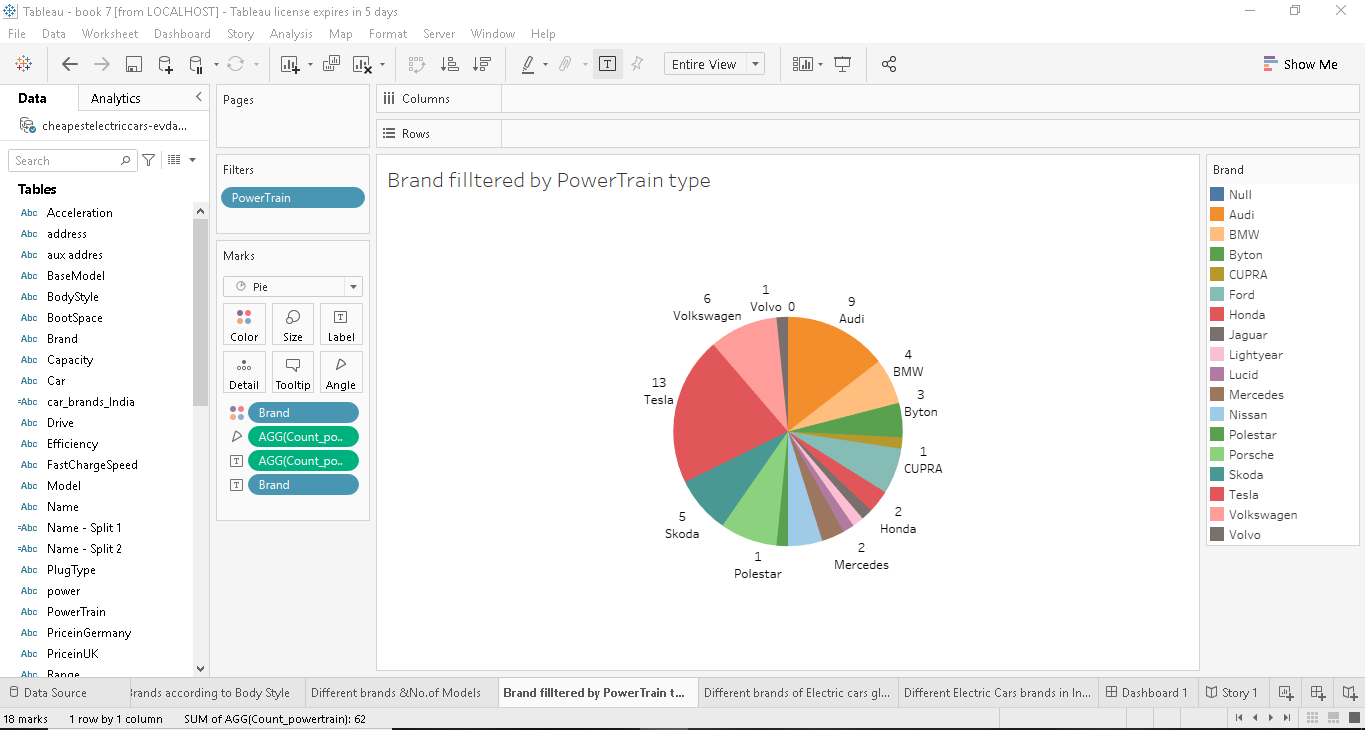 Tableau - book 7 [from LOCALHOST] - Tableau license expires in 5 days
File Data Worksheet Dashboard Story Analysis Map Format Server Window Help
Entire View
Show Me
Data Analytics
cheapestelectriccars-evda...
Search
Tables
Abc Acceleration
Abc address
Abc aux addres
Abc BaseModel
Abc BodyStyle
Abc BootSpace
Abc Brand
Abc Capacity
Abc Car
=Abc car_brands_India
Abc Drive
Abc Efficiency
Abc FastChargeSpeed
Abc Model
Abc Name
=Abc Name - Split 1
=Abc Name - Split 2
Abc PlugType
Abc power
Abc PowerTrain
Abc PriceinGermany
Abc PriceinUK
Abc Range
Pages
Filters
PowerTrain
Marks
Pie
Color Size Label
Detail Tooltip Angle
Brand
AGG(Count_po..
AGG(Count_po..
Brand
Columns
Rows
Brand filltered by PowerTrain type
0
9
Audi
4
BMW
3
Byton
1
CUPRA
2
Honda
2
Mercedes
1
Polestar
5
Skoda
13
Tesla
6
Volkswagen
1
Volvo
Brand
Null
Audi
BMW
Byton
CUPRA
Ford
Honda
Jaguar
Lightyear
Lucid
Mercedes
Nissan
Polestar
Porsche
Skoda
Tesla
Volkswagen
Volvo
Data Source
Brands according to Body Style
Different brands &No.of Models
Brand filltered by PowerTrain t...
Different brands of Electric cars gl...
Different Electric Cars brands in In...
Dashboard 1
Story 1
18 marks 1 row by 1 column SUM of AGG(Count_powertrain): 62